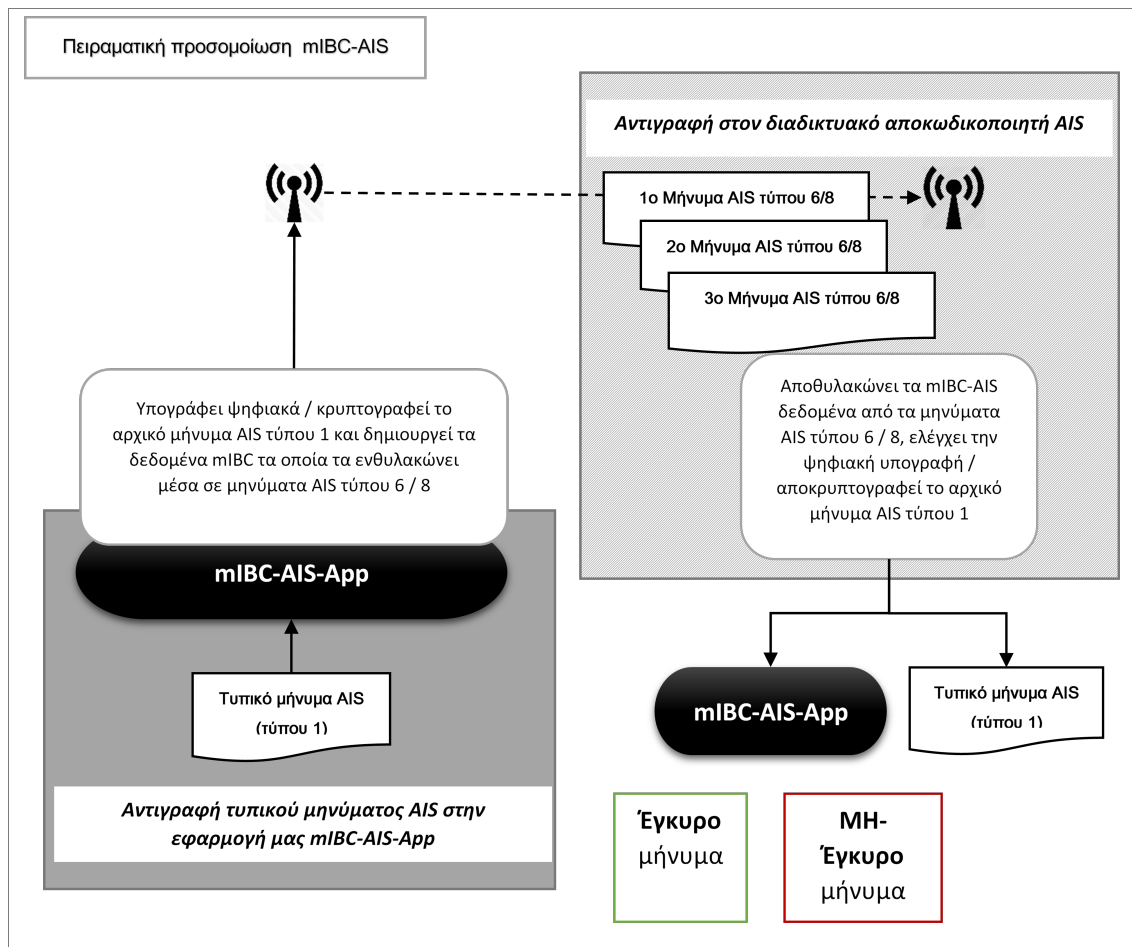 Πειραματική προσομοίωση mIBC-AIS
Αντιγραφή στον διαδικτυακό αποκωδικοποιητή AIS
1ο Μήνυμα AIS τύπου 6/8
2ο Μήνυμα AIS τύπου 6/8
3ο Μήνυμα AIS τύπου 6/8
Υπογράφει ψηφιακά / κρυπτογραφεί το
αρχικό μήνυμα AIS τύπου 1 και δημιουργεί τα
δεδομένα mIBC τα οποία τα ενθυλακώνει
μέσα σε μηνύματα AIS τύπου 6 / 8
Αποθυλακώνει τα mIBC-AIS
δεδομένα από τα μηνύματα
AIS τύπου 6 / 8, ελέγχει την
ψηφιακή υπογραφή /
αποκρυπτογραφεί το αρχικό
μήνυμα AIS τύπου 1
mIBC-AIS-App
Τυπικό μήνυμα AIS
(τύπου 1)
Αντιγραφή τυπικού μηνύματος AIS στην
εφαρμογή μας mIBC-AIS-App
mIBC-AIS-App
Τυπικό μήνυμα AIS
(τύπου 1)
Έγκυρο
μήνυμα
ΜΗ-
Έγκυρο
μήνυμα